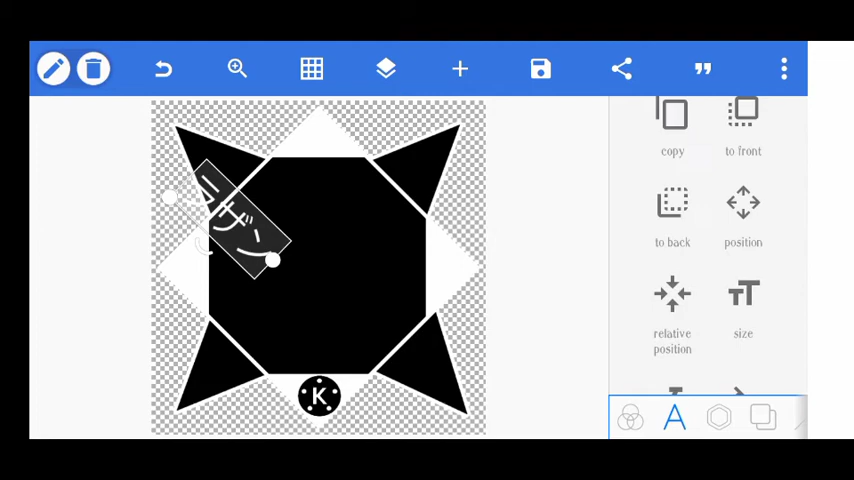 copy
to front
to back
position
relative
position
size
A
K